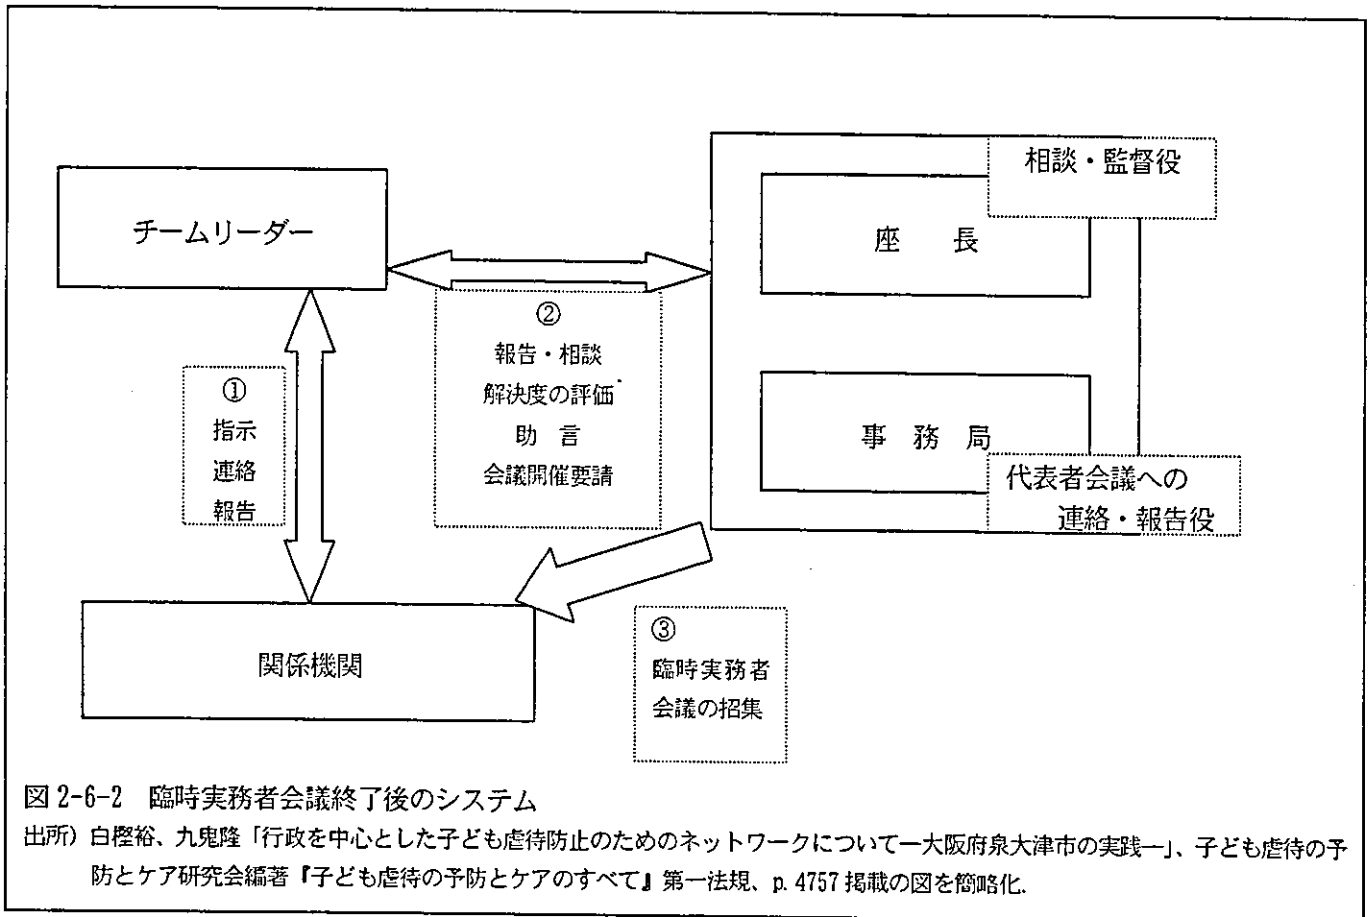 相談・監督役
チームリーダー
座　長
②
報告・相談
解決度の評価
助　言
会議開催要請
①
指示
連絡
報告
事　務　局
代表者会議への
連絡・報告役
関係機関
③
臨時実務者
会議の招集
図 2-6-2　臨時実務者会議終了後のシステム
出所）白樫裕、九鬼隆「行政を中心とした子ども虐待防止のためのネットワークについて―大阪府泉大津市の実践―」、子ども虐待の予
防とケア研究会編著『子ども虐待の予防とケアのすべて』第一法規、p. 4757 掲載の図を簡略化.